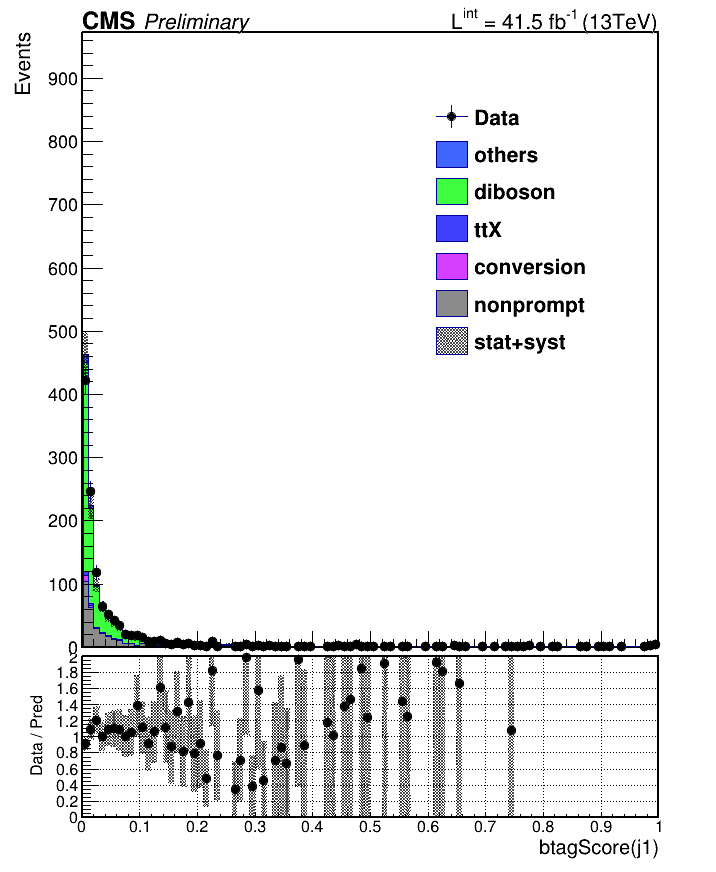 CMS Preliminary L^int = 41.5 fb^-1 (13TeV)
Events
900
800
700
600
500
400
300
200
100
0
Data
others
diboson
ttX
conversion
nonprompt
stat+syst
Data / Pred
2
1.8
1.6
1.4
1.2
1
0.8
0.6
0.4
0.2
0
0 0.1 0.2 0.3 0.4 0.5 0.6 0.7 0.8 0.9 1
btagScore(j1)